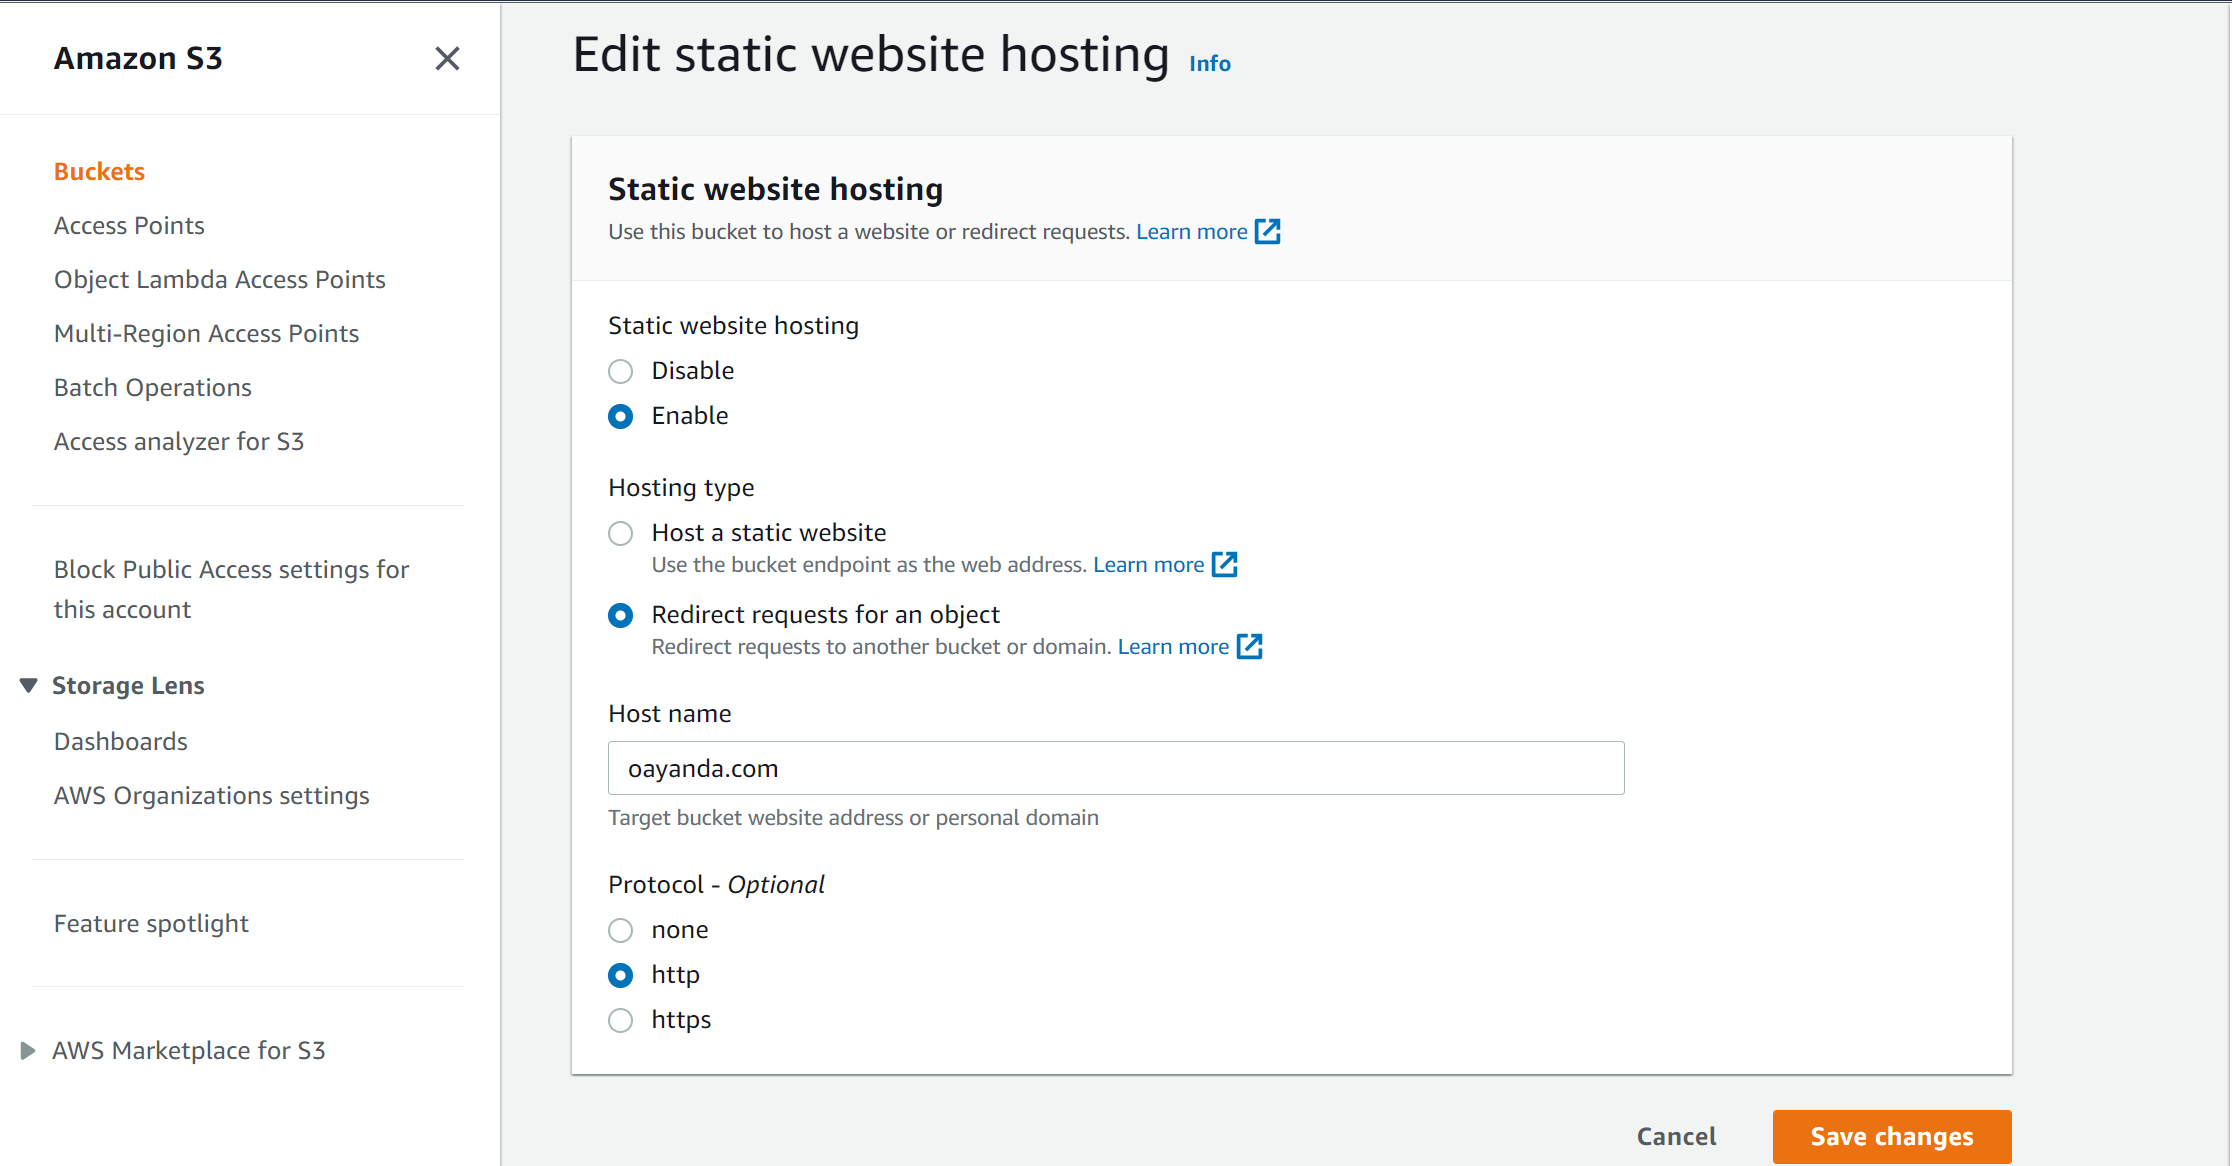 Amazon S3
Buckets
Access Points
Object Lambda Access Points
Multi-Region Access Points
Batch Operations
Access analyzer for S3
Block Public Access settings for
this account
Storage Lens
Dashboards
AWS Organizations settings
Feature spotlight
AWS Marketplace for S3
Edit static website hosting Info
Static website hosting
Use this bucket to host a website or redirect requests. Learn more
Static website hosting
Disable
Enable
Hosting type
Host a static website
Use the bucket endpoint as the web address. Learn more
Redirect requests for an object
Redirect requests to another bucket or domain. Learn more
Host name
oayanda.com
Target bucket website address or personal domain
Protocol - Optional
none
http
https
Cancel Save changes